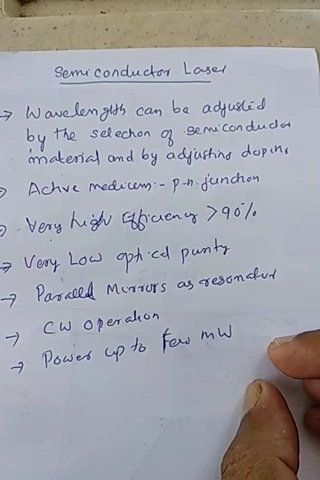 Semiconductor Laser
→ Wavelength can be adjusted
by the selection of semiconductor
material and by adjusting doping
→ Active medium:- p-n-junction
→ Very high Efficiency > 90%
→ Very Low optical purity
→ Parallel Mirrors as resonator
→ CW operation
→ Power up to few mW